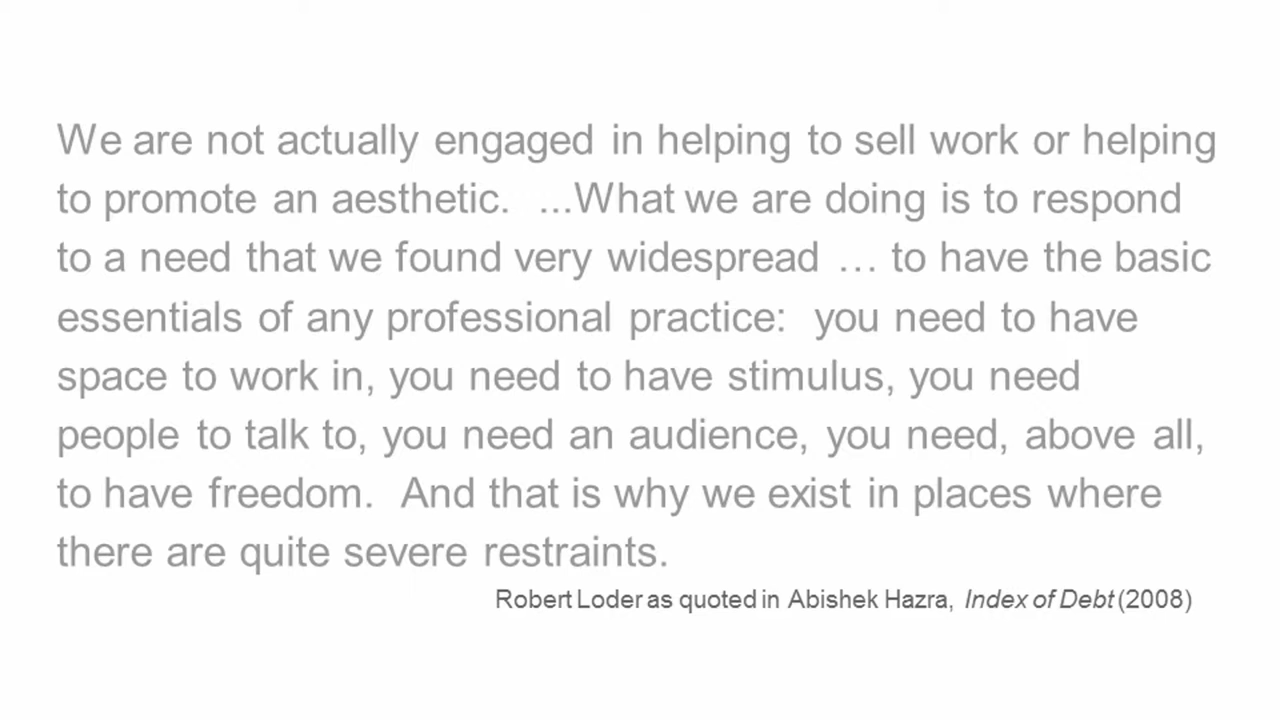 We are not actually engaged in helping to sell work or helping
to promote an aesthetic. ...What we are doing is to respond
to a need that we found very widespread … to have the basic
essentials of any professional practice: you need to have
space to work in, you need to have stimulus, you need
people to talk to, you need an audience, you need, above all,
to have freedom. And that is why we exist in places where
there are quite severe restraints.
Robert Loder as quoted in Abishek Hazra, Index of Debt (2008)